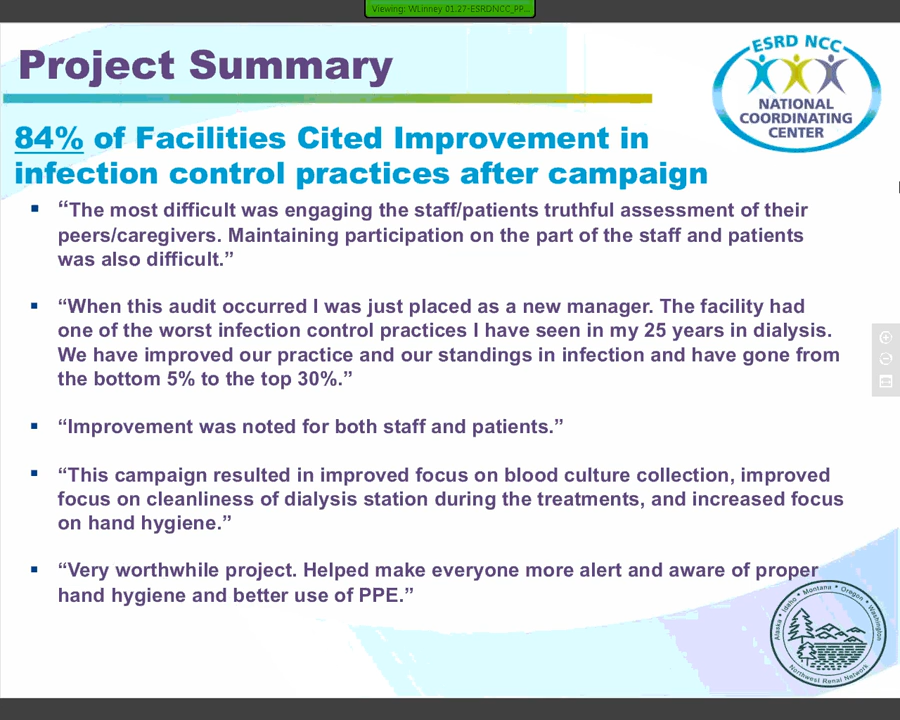 Viewing: WLinney 01.27-ESRDNCC_PP...
Project Summary
ESRD NCC
NATIONAL
COORDINATING
CENTER
84% of Facilities Cited Improvement in
infection control practices after campaign
▪ “The most difficult was engaging the staff/patients truthful assessment of their
peers/caregivers. Maintaining participation on the part of the staff and patients
was also difficult.”
▪ “When this audit occurred I was just placed as a new manager. The facility had
one of the worst infection control practices I have seen in my 25 years in dialysis.
We have improved our practice and our standings in infection and have gone from
the bottom 5% to the top 30%.”
▪ “Improvement was noted for both staff and patients.”
▪ “This campaign resulted in improved focus on blood culture collection, improved
focus on cleanliness of dialysis station during the treatments, and increased focus
on hand hygiene.”
▪ “Very worthwhile project. Helped make everyone more alert and aware of proper
hand hygiene and better use of PPE.”
Alaska • Idaho • Montana • Oregon • Washington
Northwest Renal Network